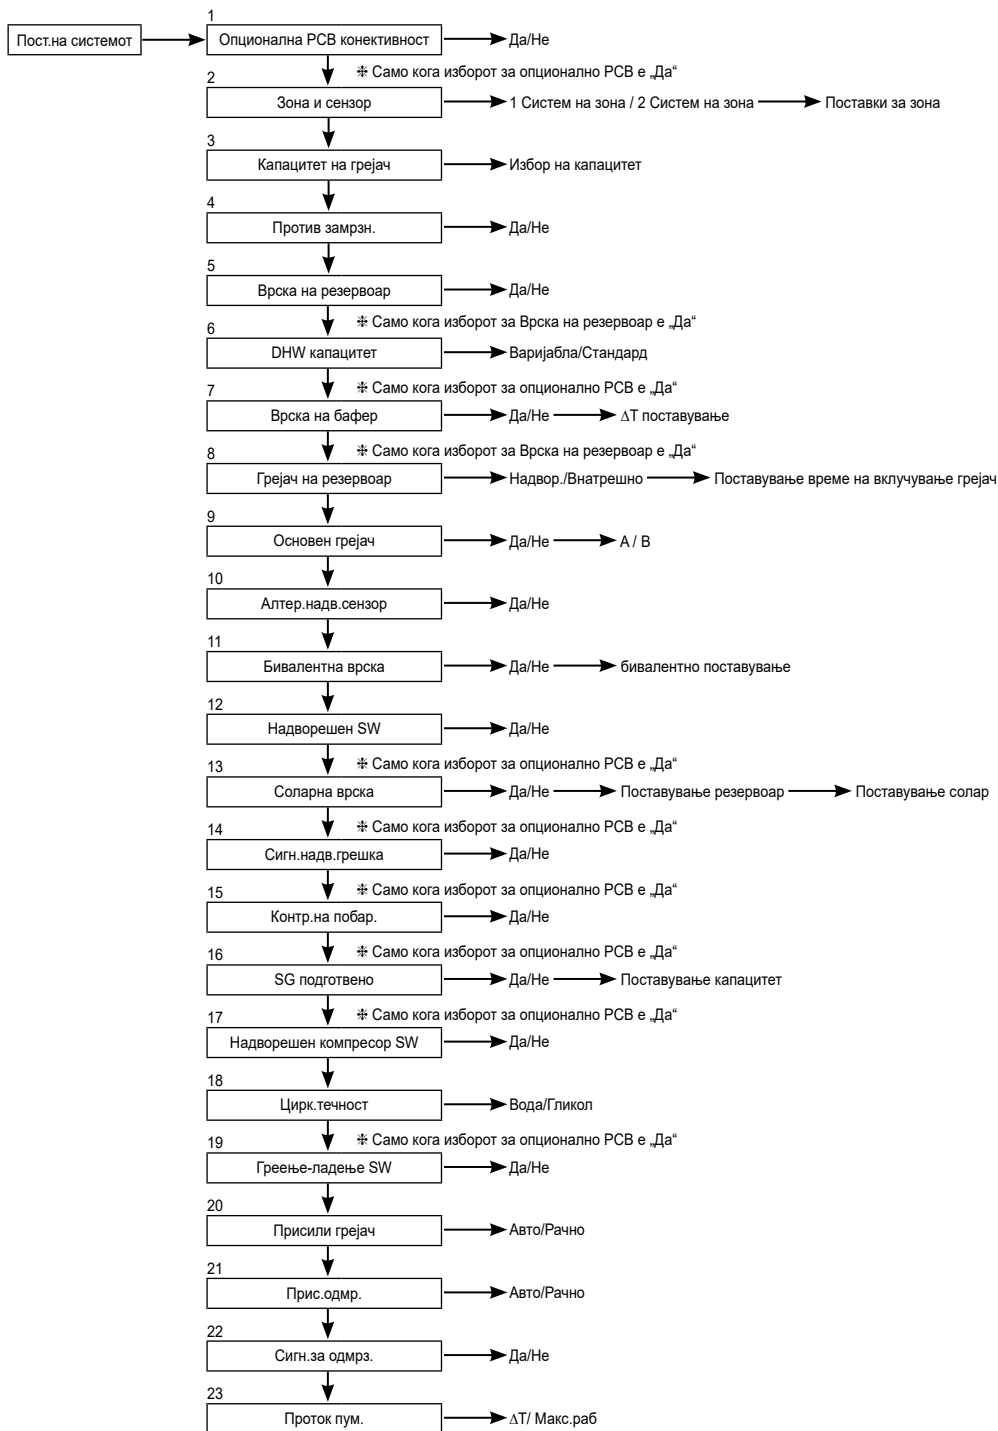 1
Пост.на системот
Опционална PCB конективност
Да/Не
❉ Само кога изборот за опционално PCB е „Да“
2
Зона и сензор
1 Систем на зона / 2 Систем на зона
Поставки за зона
3
Капацитет на грејач
Избор на капацитет
4
Против замрзн.
Да/Не
5
Врска на резервоар
Да/Не
❉ Само кога изборот за Врска на резервоар е „Да“
6
DHW капацитет
Варијабла/Стандард
❉ Само кога изборот за опционално PCB е „Да“
7
Врска на бафер
Да/Не
ΔT поставување
❉ Само кога изборот за Врска на резервоар е „Да“
8
Грејач на резервоар
Надвор./Внатрешно
Поставување време на вклучување грејач
9
Основен грејач
Да/Не
A / B
10
Алтер.надв.сензор
Да/Не
11
Бивалентна врска
Да/Не
бивалентно поставување
12
Надворешен SW
Да/Не
❉ Само кога изборот за опционално PCB е „Да“
13
Соларна врска
Да/Не
Поставување резервоар
Поставување солар
❉ Само кога изборот за опционално PCB е „Да“
14
Сигн.надв.грешка
Да/Не
❉ Само кога изборот за опционално PCB е „Да“
15
Контр.на побар.
Да/Не
❉ Само кога изборот за опционално PCB е „Да“
16
SG подготвено
Да/Не
Поставување капацитет
❉ Само кога изборот за опционално PCB е „Да“
17
Надворешен компресор SW
Да/Не
18
Цирк.течност
Вода/Гликол
❉ Само кога изборот за опционално PCB е „Да“
19
Греење-ладење SW
Да/Не
20
Присили грејач
Авто/Рачно
21
Прис.одмр.
Авто/Рачно
22
Сигн.за одмрз.
Да/Не
23
Проток пум.
ΔT/ Макс.раб